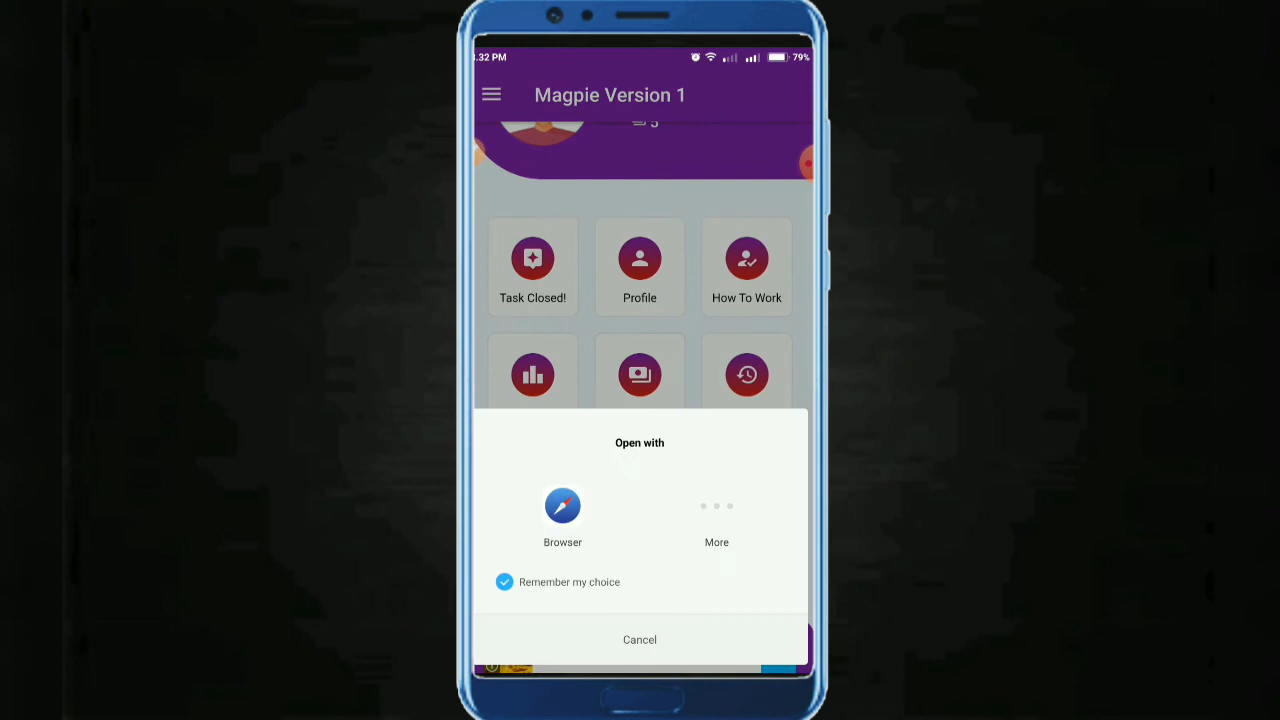 .32 PM
79%
Magpie Version 1
5
Task Closed!
Profile
How To Work
Open with
Browser
More
Remember my choice
Cancel